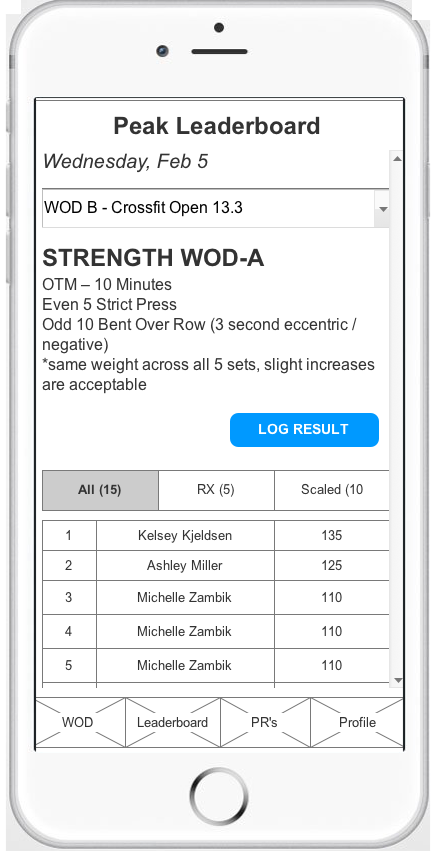 Peak Leaderboard
Wednesday, Feb 5
WOD B - Crossfit Open 13.3
STRENGTH WOD-A
OTM – 10 Minutes
Even 5 Strict Press
Odd 10 Bent Over Row (3 second eccentric /
negative)
*same weight across all 5 sets, slight increases
are acceptable
LOG RESULT
All (15) RX (5) Scaled (10
1 Kelsey Kjeldsen 135
2 Ashley Miller 125
3 Michelle Zambik 110
4 Michelle Zambik 110
5 Michelle Zambik 110
WOD Leaderboard PR's Profile